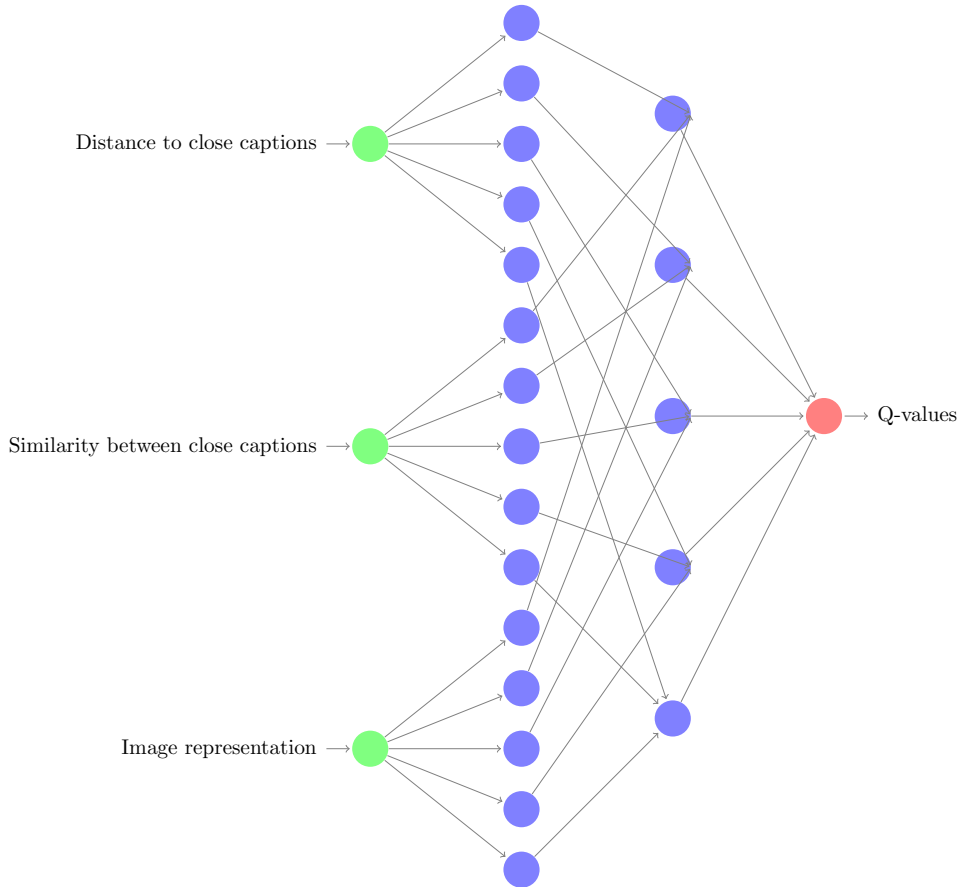 Distance to close captions
Similarity between close captions
Q-values
Image representation